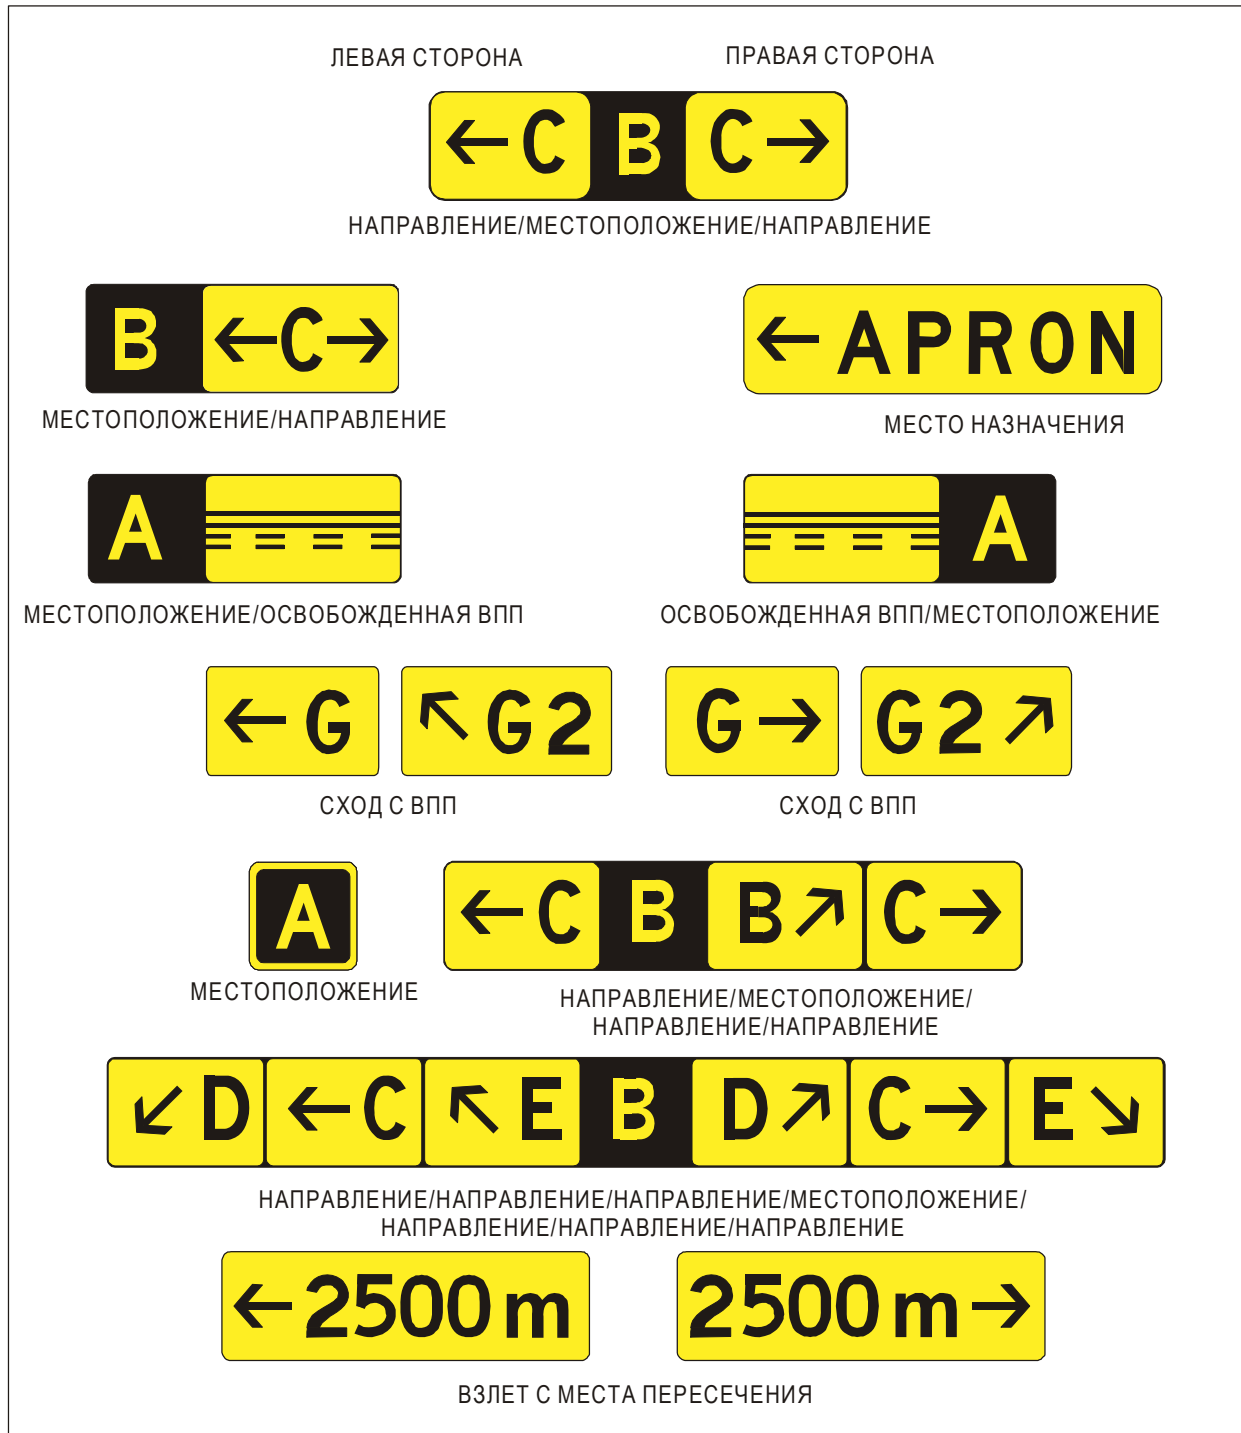 ЛЕВАЯ СТОРОНА ПРАВАЯ СТОРОНА
←C B C→
НАПРАВЛЕНИЕ/МЕСТОПОЛОЖЕНИЕ/НАПРАВЛЕНИЕ
B ←C→ ←APRON
МЕСТОПОЛОЖЕНИЕ/НАПРАВЛЕНИЕ МЕСТО НАЗНАЧЕНИЯ
A A
МЕСТОПОЛОЖЕНИЕ/ОСВОБОЖДЕННАЯ ВПП ОСВОБОЖДЕННАЯ ВПП/МЕСТОПОЛОЖЕНИЕ
←G ↖G2 G→ G2↗
СХОД С ВПП СХОД С ВПП
A ←C B B↗ C→
МЕСТОПОЛОЖЕНИЕ НАПРАВЛЕНИЕ/МЕСТОПОЛОЖЕНИЕ/
НАПРАВЛЕНИЕ/НАПРАВЛЕНИЕ
↙D ←C ↖E B D↗ C→ E↘
НАПРАВЛЕНИЕ/НАПРАВЛЕНИЕ/НАПРАВЛЕНИЕ/МЕСТОПОЛОЖЕНИЕ/
НАПРАВЛЕНИЕ/НАПРАВЛЕНИЕ/НАПРАВЛЕНИЕ
←2500m 2500m→
ВЗЛЕТ С МЕСТА ПЕРЕСЕЧЕНИЯ